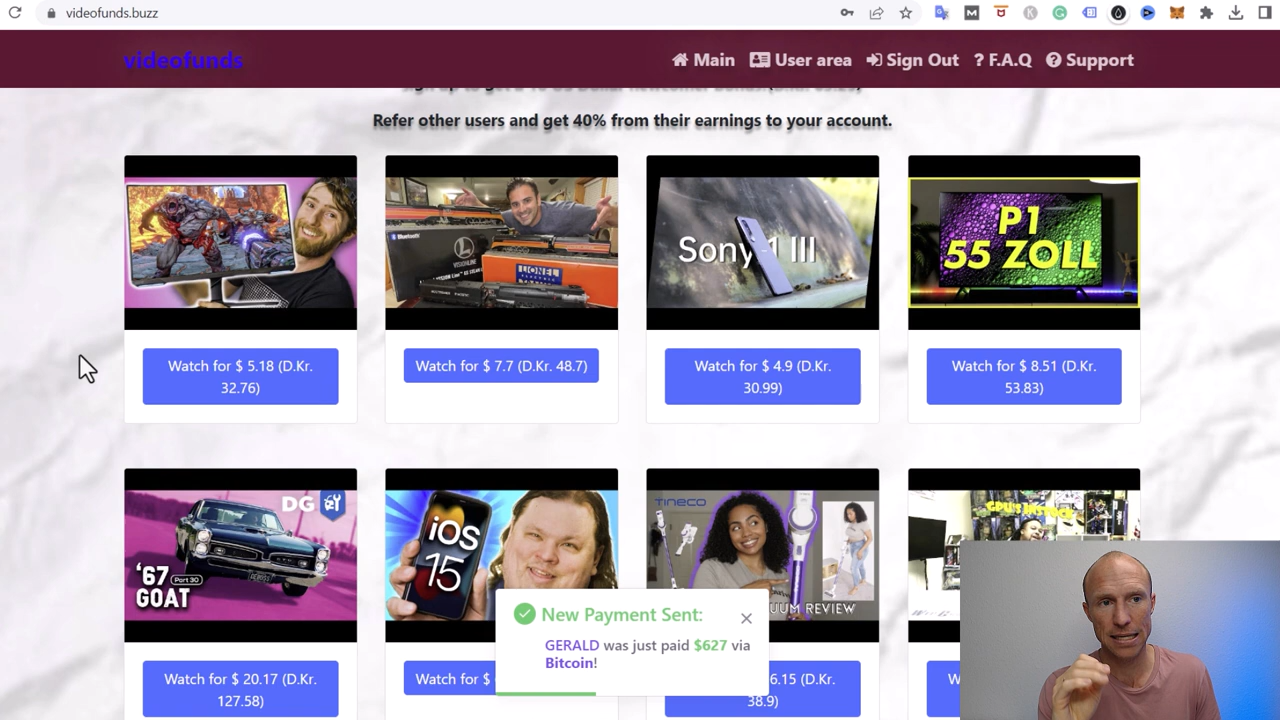 videofunds.buzz
videofunds
Main
User area
Sign Out
? F.A.Q
Support
Refer other users and get 40% from their earnings to your account.
LIONEL
Sony 1 III
P1
55 ZOLL
Watch for $ 5.18 (D.Kr.
32.76)
Watch for $ 7.7 (D.Kr. 48.7)
Watch for $ 4.9 (D.Kr.
30.99)
Watch for $ 8.51 (D.Kr.
53.83)
DG
'67 Part 30
GOAT
iOS
15
TINECO
VACUUM REVIEW
Watch for $ 20.17 (D.Kr.
127.58)
Watch for $
6.15 (D.Kr.
38.9)
W
New Payment Sent:
GERALD was just paid $627 via
Bitcoin!